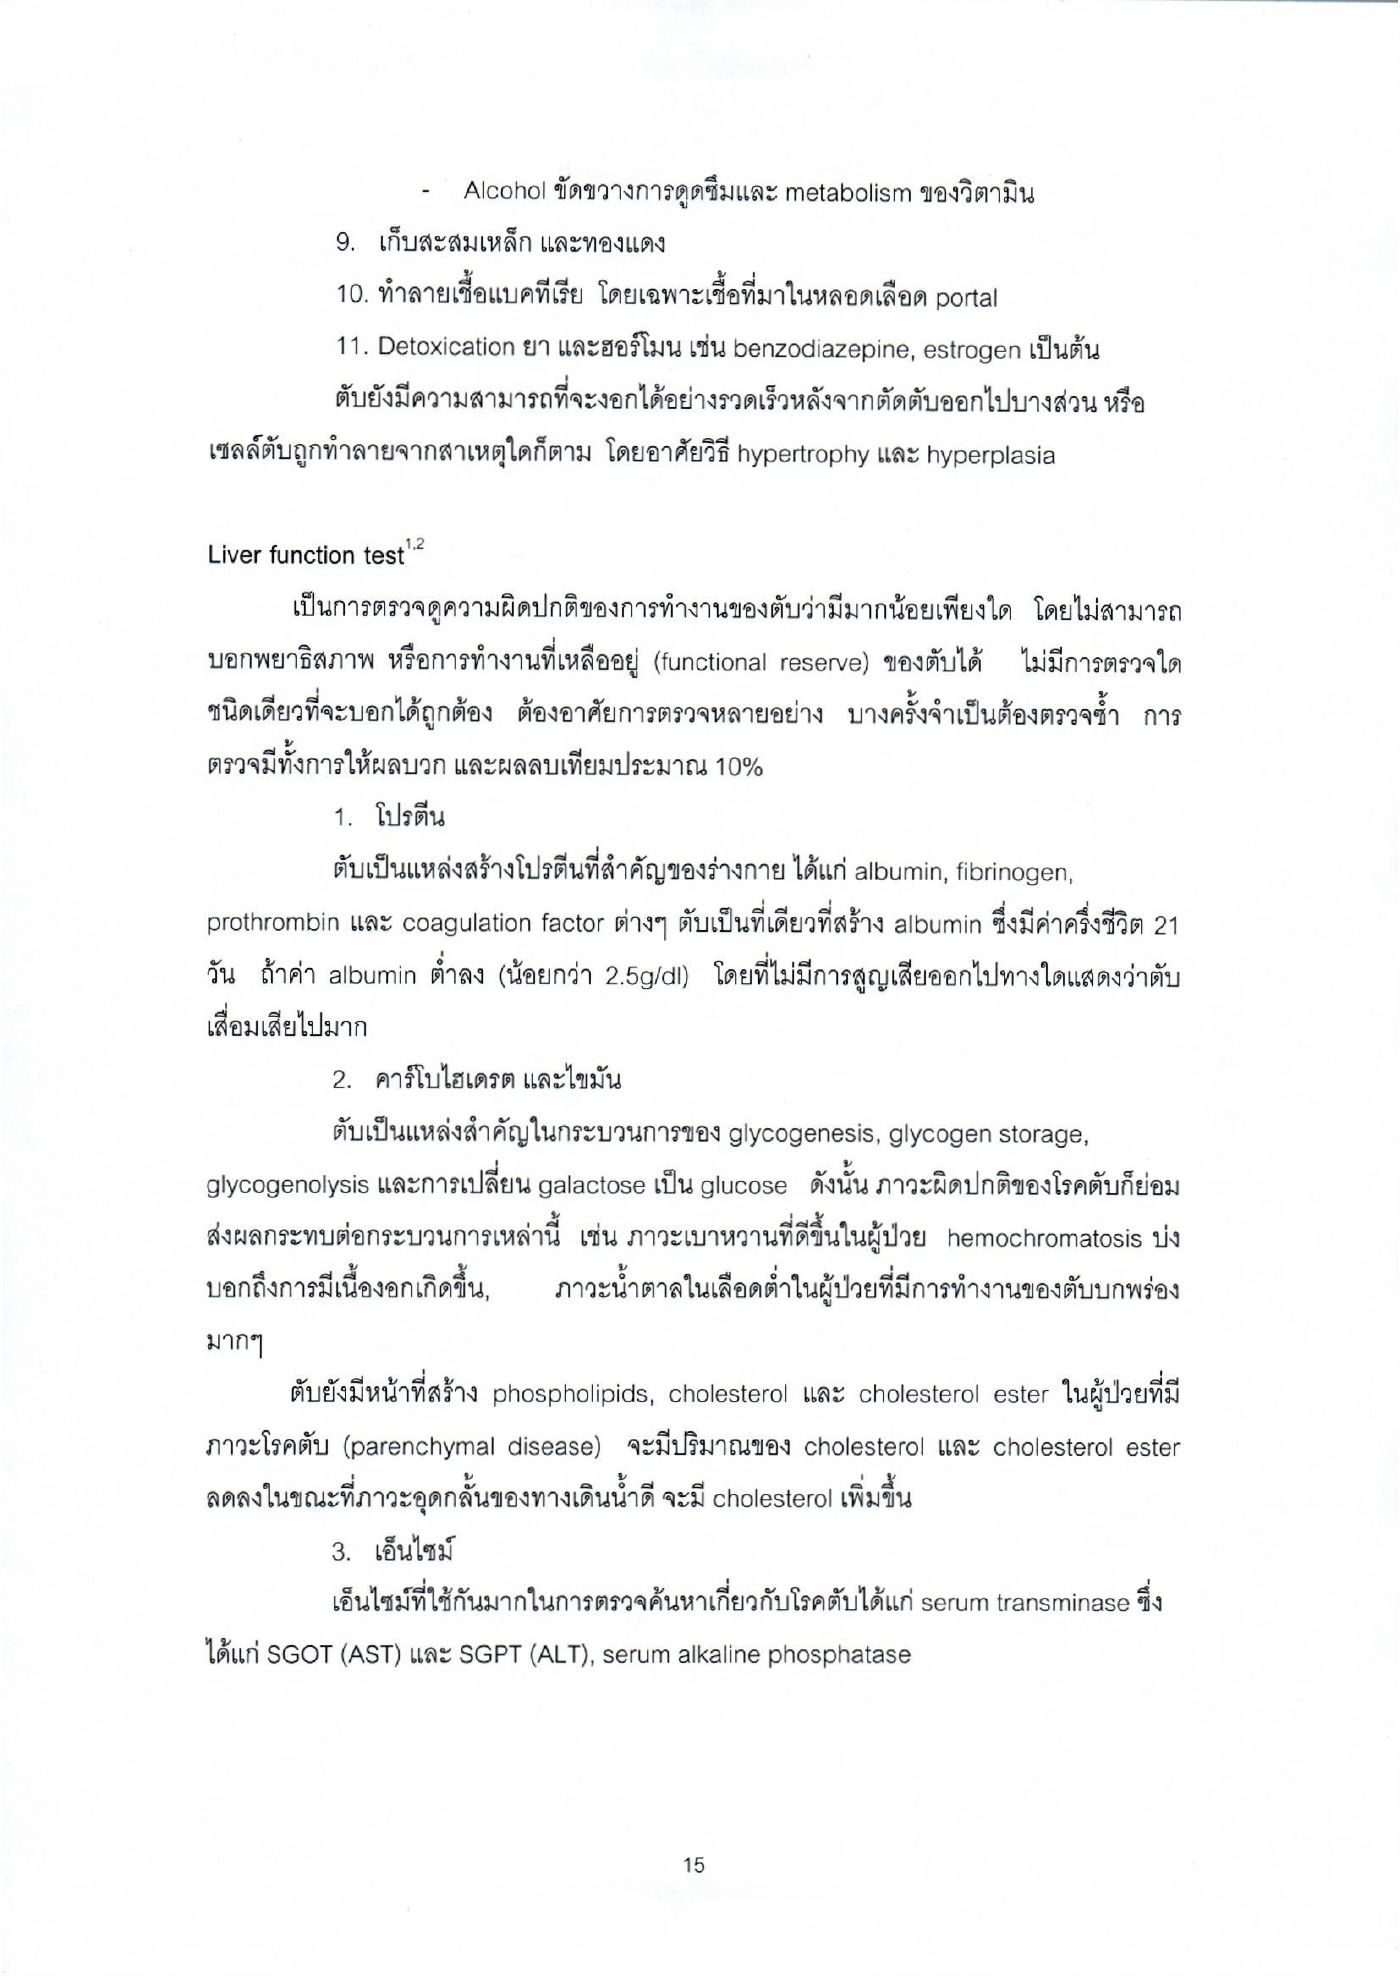 - Alcohol ขัดขวางการดูดซึมและ metabolism ของวิตามิน
9. เก็บสะสมเหล็ก และทองแดง
10. ทำลายเชื้อแบคทีเรีย โดยเฉพาะเชื้อที่มาในหลอดเลือด portal
11. Detoxication ยา และฮอร์โมน เช่น benzodiazepine, estrogen เป็นต้น
ตับยังมีความสามารถที่จะงอกได้อย่างรวดเร็วหลังจากตัดตับออกไปบางส่วน หรือ
เซลล์ตับถูกทำลายจากสาเหตุใดก็ตาม โดยอาศัยวิธี hypertrophy และ hyperplasia
Liver function test1,2
เป็นการตรวจดูความผิดปกติของการทำงานของตับว่ามีมากน้อยเพียงใด โดยไม่สามารถ
บอกพยาธิสภาพ หรือการทำงานที่เหลืออยู่ (functional reserve) ของตับได้ ไม่มีการตรวจใด
ชนิดเดียวที่จะบอกได้ถูกต้อง ต้องอาศัยการตรวจหลายอย่าง บางครั้งจำเป็นต้องตรวจซ้ำ การ
ตรวจมีทั้งการให้ผลบวก และผลลบเทียมประมาณ 10%
1. โปรตีน
ตับเป็นแหล่งสร้างโปรตีนที่สำคัญของร่างกาย ได้แก่ albumin, fibrinogen,
prothrombin และ coagulation factor ต่างๆ ตับเป็นที่เดียวที่สร้าง albumin ซึ่งมีค่าครึ่งชีวิต 21
วัน ถ้าค่า albumin ต่ำลง (น้อยกว่า 2.5g/dl) โดยที่ไม่มีการสูญเสียออกไปทางใดแสดงว่าตับ
เสื่อมเสียไปมาก
2. คาร์โบไฮเดรต และไขมัน
ตับเป็นแหล่งสำคัญในกระบวนการของ glycogenesis, glycogen storage,
glycogenolysis และการเปลี่ยน galactose เป็น glucose ดังนั้น ภาวะผิดปกติของโรคตับก็ย่อม
ส่งผลกระทบต่อกระบวนการเหล่านี้ เช่น ภาวะเบาหวานที่ดีขึ้นในผู้ป่วย hemochromatosis บ่ง
บอกถึงการมีเนื้องอกเกิดขึ้น, ภาวะน้ำตาลในเลือดต่ำในผู้ป่วยที่มีการทำงานของตับบกพร่อง
มากๆ
ตับยังมีหน้าที่สร้าง phospholipids, cholesterol และ cholesterol ester ในผู้ป่วยที่มี
ภาวะโรคตับ (parenchymal disease) จะมีปริมาณของ cholesterol และ cholesterol ester
ลดลงในขณะที่ภาวะอุดกลั้นของทางเดินน้ำดี จะมี cholesterol เพิ่มขึ้น
3. เอ็นไซม์
เอ็นไซม์ที่ใช้กันมากในการตรวจค้นหาเกี่ยวกับโรคตับได้แก่ serum transminase ซึ่ง
ได้แก่ SGOT (AST) และ SGPT (ALT), serum alkaline phosphatase
15